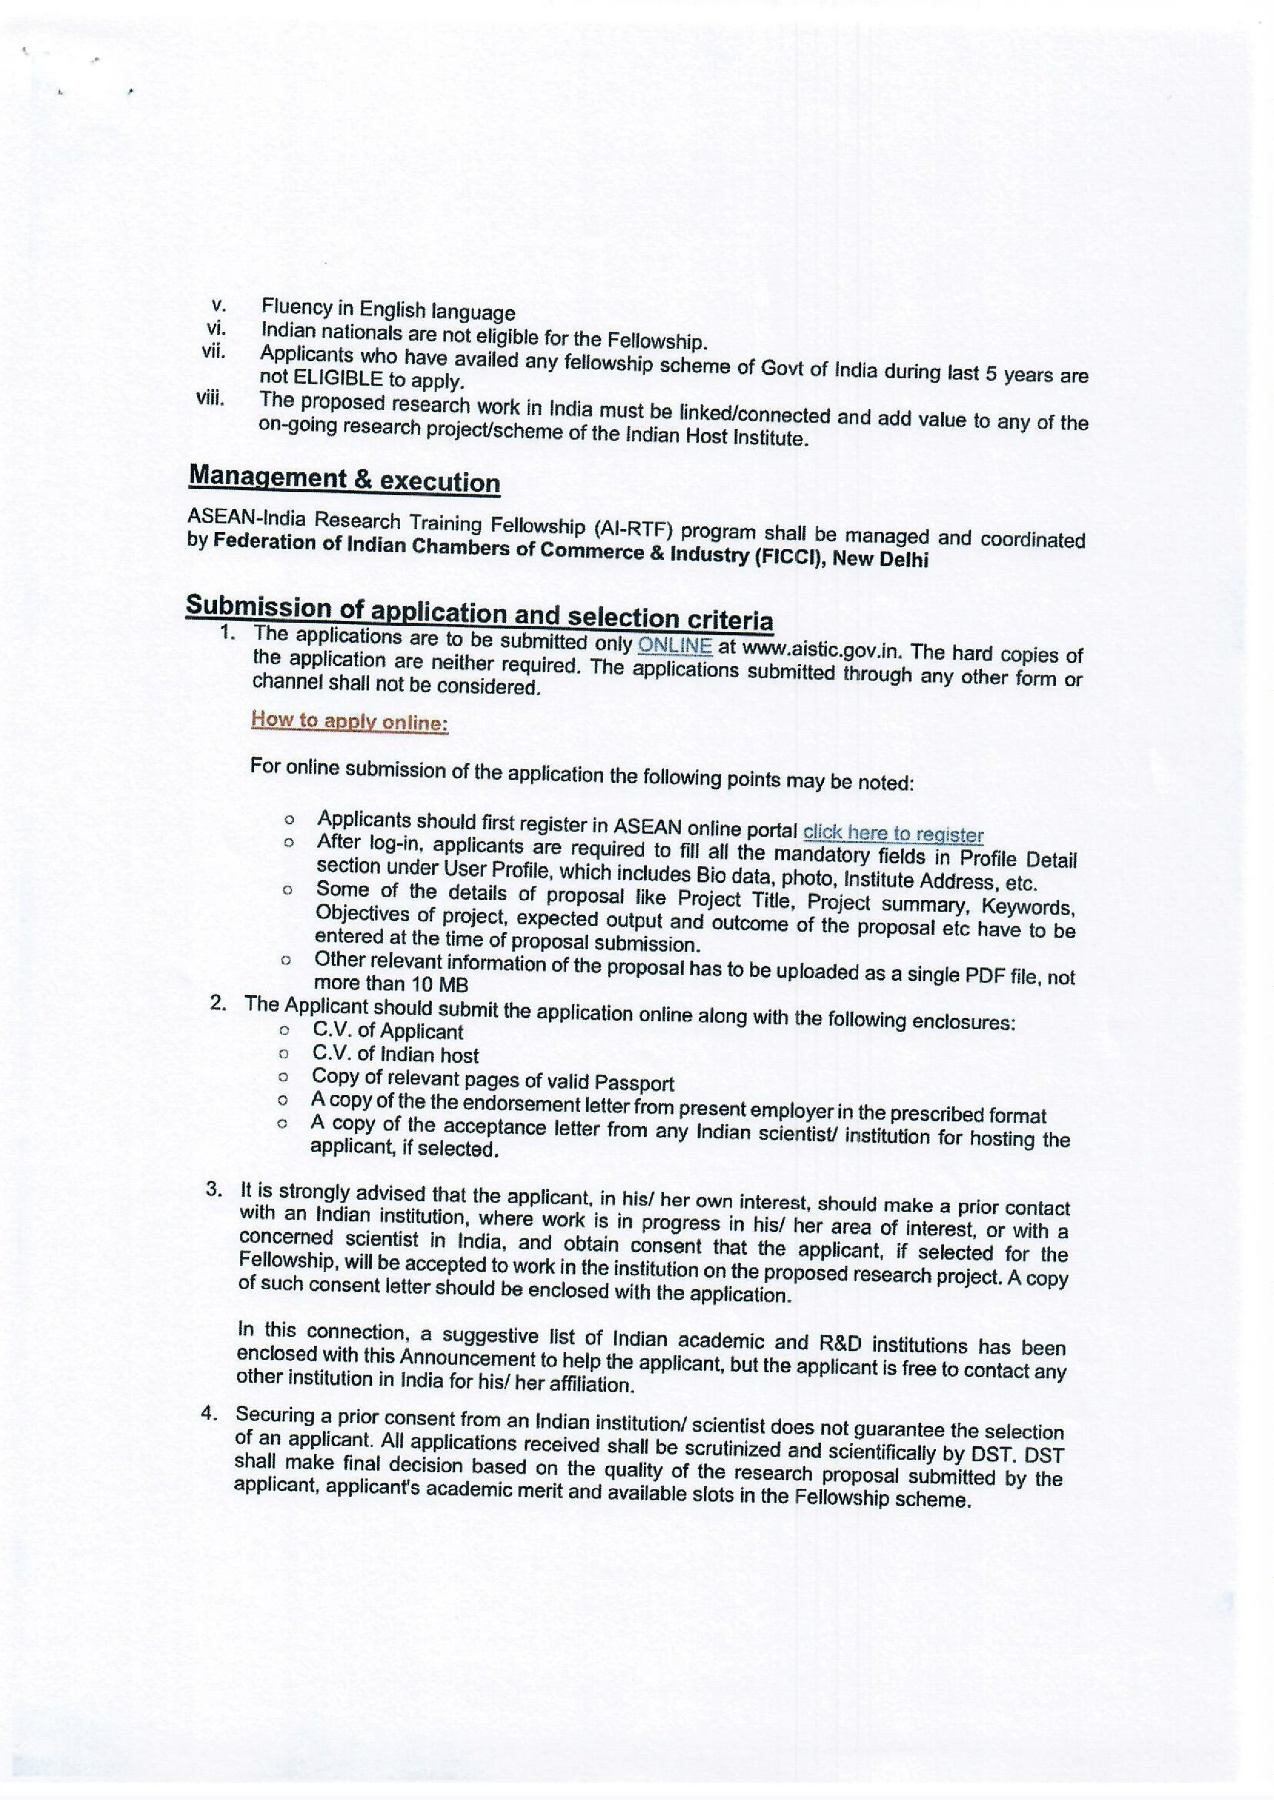 v. Fluency in English language
vi. Indian nationals are not eligible for the Fellowship.
vii. Applicants who have availed any fellowship scheme of Govt of India during last 5 years are
not ELIGIBLE to apply.
viii. The proposed research work in India must be linked/connected and add value to any of the
on-going research project/scheme of the Indian Host Institute.
Management & execution
ASEAN-India Research Training Fellowship (AI-RTF) program shall be managed and coordinated
by Federation of Indian Chambers of Commerce & Industry (FICCI), New Delhi
Submission of application and selection criteria
1. The applications are to be submitted only ONLINE at www.aistic.gov.in. The hard copies of
the application are neither required. The applications submitted through any other form or
channel shall not be considered.
How to apply online:
For online submission of the application the following points may be noted:
o Applicants should first register in ASEAN online portal click here to register
o After log-in, applicants are required to fill all the mandatory fields in Profile Detail
section under User Profile, which includes Bio data, photo, Institute Address, etc.
o Some of the details of proposal like Project Title, Project summary, Keywords,
Objectives of project, expected output and outcome of the proposal etc have to be
entered at the time of proposal submission.
o Other relevant information of the proposal has to be uploaded as a single PDF file, not
more than 10 MB
2. The Applicant should submit the application online along with the following enclosures:
o C.V. of Applicant
o C.V. of Indian host
o Copy of relevant pages of valid Passport
o A copy of the the endorsement letter from present employer in the prescribed format
o A copy of the acceptance letter from any Indian scientist/ institution for hosting the
applicant, if selected.
3. It is strongly advised that the applicant, in his/ her own interest, should make a prior contact
with an Indian institution, where work is in progress in his/ her area of interest, or with a
concerned scientist in India, and obtain consent that the applicant, if selected for the
Fellowship, will be accepted to work in the institution on the proposed research project. A copy
of such consent letter should be enclosed with the application.
In this connection, a suggestive list of Indian academic and R&D institutions has been
enclosed with this Announcement to help the applicant, but the applicant is free to contact any
other institution in India for his/ her affiliation.
4. Securing a prior consent from an Indian institution/ scientist does not guarantee the selection
of an applicant. All applications received shall be scrutinized and scientifically by DST. DST
shall make final decision based on the quality of the research proposal submitted by the
applicant, applicant's academic merit and available slots in the Fellowship scheme.